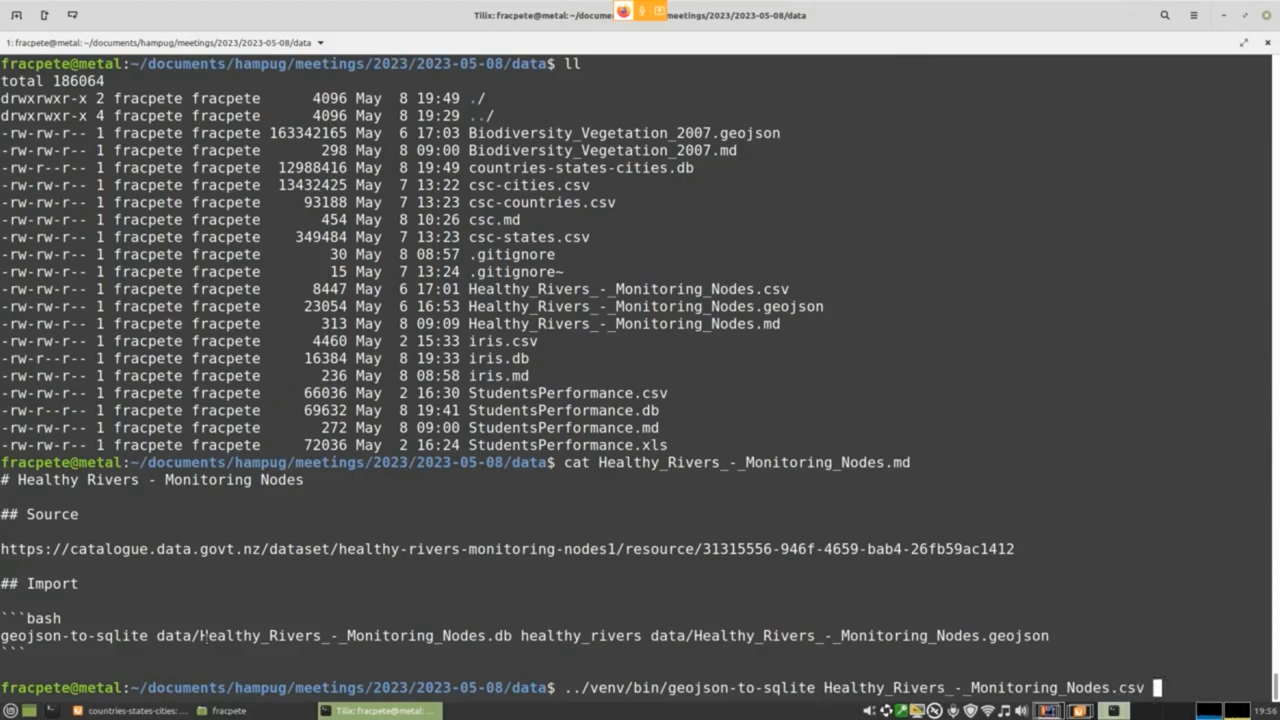 Tilix: fracpete@metal:~/docume meetings/2023/2023-05-08/data
1: fracpete@metal: ~/documents/hampug/meetings/2023/2023-05-08/data
fracpete@metal:~/documents/hampug/meetings/2023/2023-05-08/data$ ll
total 186064
drwxrwxr-x 2 fracpete fracpete 4096 May 8 19:49 ./
drwxrwxr-x 4 fracpete fracpete 4096 May 8 19:29 ../
-rw-rw-r-- 1 fracpete fracpete 163342165 May 6 17:03 Biodiversity_Vegetation_2007.geojson
-rw-rw-r-- 1 fracpete fracpete 298 May 8 09:00 Biodiversity_Vegetation_2007.md
-rw-r--r-- 1 fracpete fracpete 12988416 May 8 19:49 countries-states-cities.db
-rw-rw-r-- 1 fracpete fracpete 13432425 May 7 13:22 csc-cities.csv
-rw-rw-r-- 1 fracpete fracpete 93188 May 7 13:23 csc-countries.csv
-rw-rw-r-- 1 fracpete fracpete 454 May 8 10:26 csc.md
-rw-rw-r-- 1 fracpete fracpete 349484 May 7 13:23 csc-states.csv
-rw-rw-r-- 1 fracpete fracpete 30 May 8 08:57 .gitignore
-rw-rw-r-- 1 fracpete fracpete 15 May 7 13:24 .gitignore~
-rw-rw-r-- 1 fracpete fracpete 8447 May 6 17:01 Healthy_Rivers_-_Monitoring_Nodes.csv
-rw-rw-r-- 1 fracpete fracpete 23054 May 6 16:53 Healthy_Rivers_-_Monitoring_Nodes.geojson
-rw-rw-r-- 1 fracpete fracpete 313 May 8 09:09 Healthy_Rivers_-_Monitoring_Nodes.md
-rw-rw-r-- 1 fracpete fracpete 4460 May 2 15:33 iris.csv
-rw-r--r-- 1 fracpete fracpete 16384 May 8 19:33 iris.db
-rw-rw-r-- 1 fracpete fracpete 236 May 8 08:58 iris.md
-rw-rw-r-- 1 fracpete fracpete 66036 May 2 16:30 StudentsPerformance.csv
-rw-r--r-- 1 fracpete fracpete 69632 May 8 19:41 StudentsPerformance.db
-rw-rw-r-- 1 fracpete fracpete 272 May 8 09:00 StudentsPerformance.md
-rw-rw-r-- 1 fracpete fracpete 72036 May 2 16:24 StudentsPerformance.xls
fracpete@metal:~/documents/hampug/meetings/2023/2023-05-08/data$ cat Healthy_Rivers_-_Monitoring_Nodes.md
# Healthy Rivers - Monitoring Nodes
## Source
https://catalogue.data.govt.nz/dataset/healthy-rivers-monitoring-nodes1/resource/31315556-946f-4659-bab4-26fb59ac1412
## Import
```bash
geojson-to-sqlite data/Healthy_Rivers_-_Monitoring_Nodes.db healthy_rivers data/Healthy_Rivers_-_Monitoring_Nodes.geojson
```
fracpete@metal:~/documents/hampug/meetings/2023/2023-05-08/data$ ../venv/bin/geojson-to-sqlite Healthy_Rivers_-_Monitoring_Nodes.csv
countries-states-cities: ... fracpete Tilix: fracpete@metal: ... 19:56